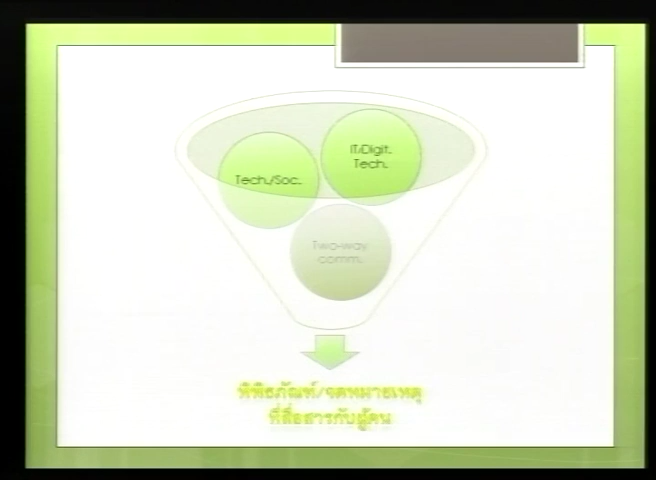 IT/Digit.
Tech.
Tech./Soc.
Two-way
comm.
พิพิธภัณฑ์/จดหมายเหตุ
ที่สื่อสารกับผู้คน